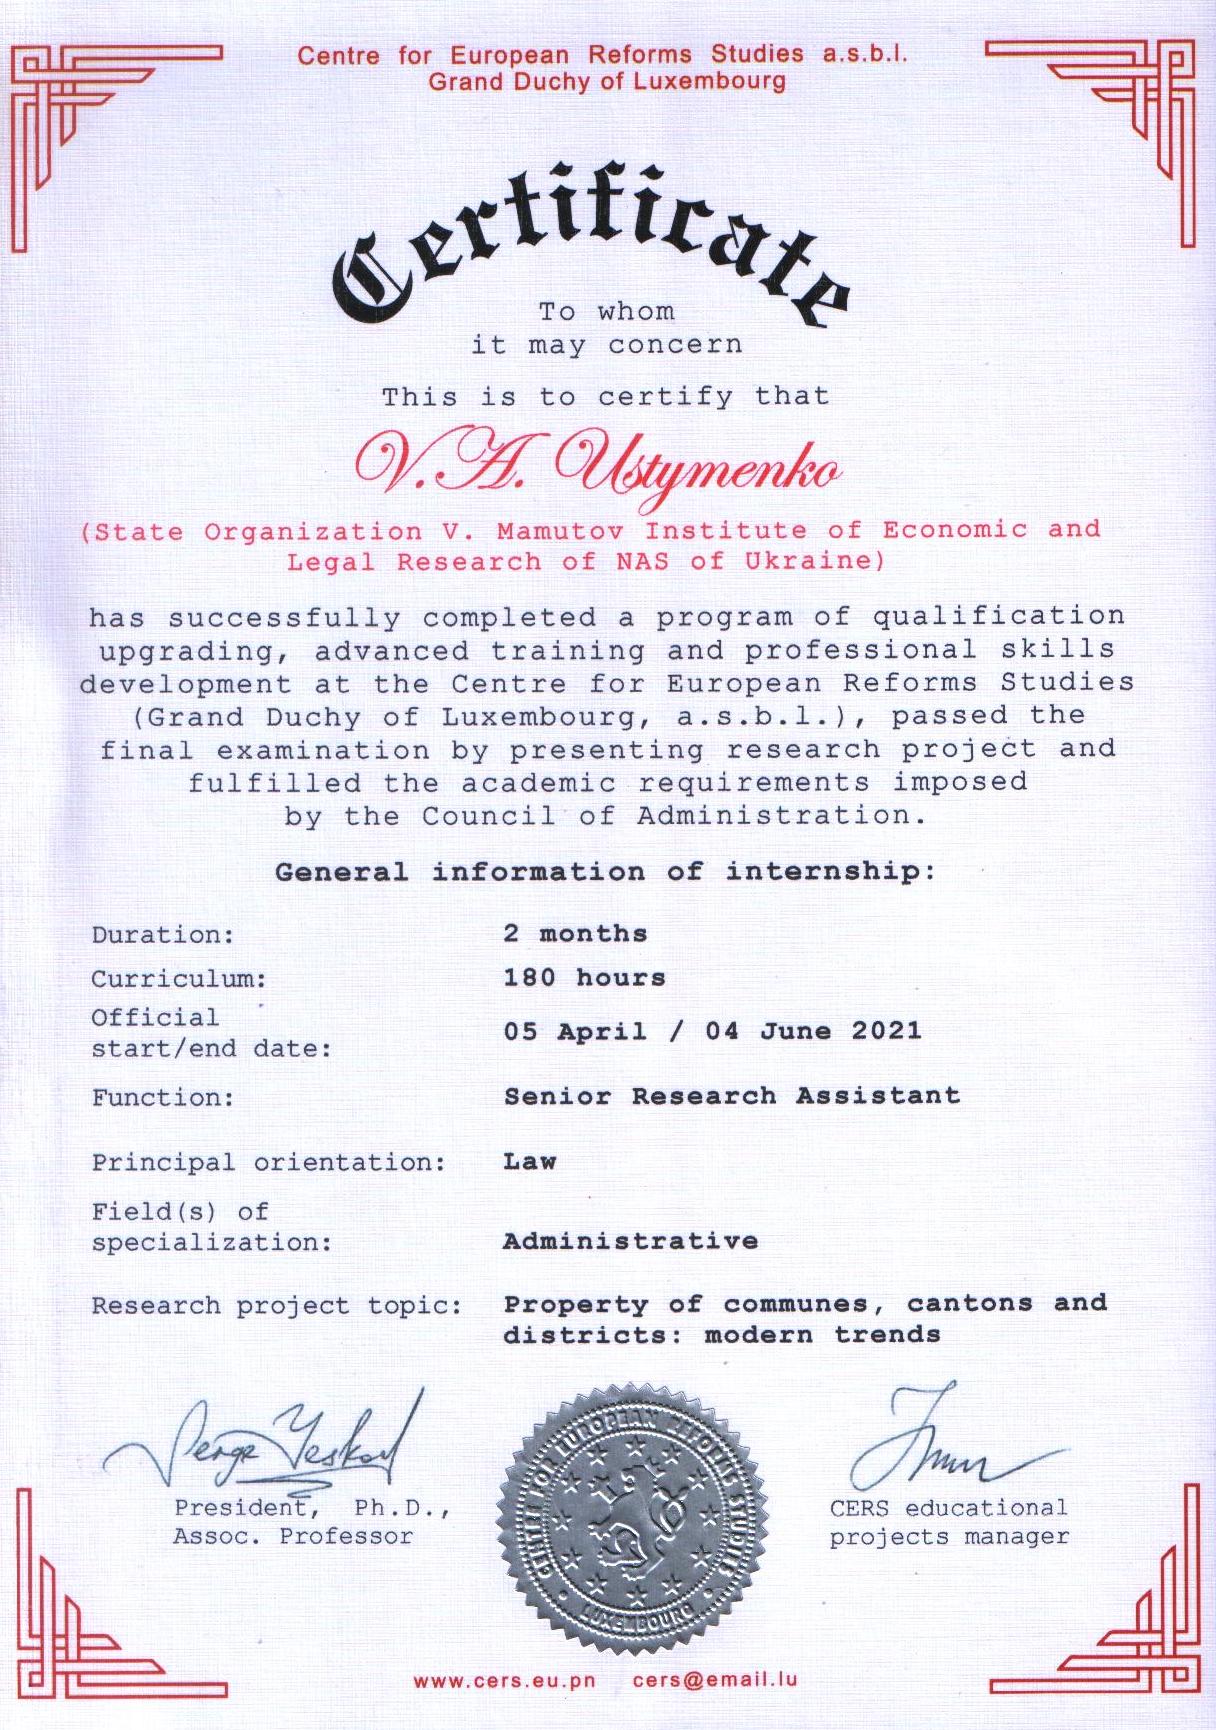 Centre for European Reforms Studies a.s.b.l.
Grand Duchy of Luxembourg
Certificate
To whom
it may concern
This is to certify that
V.A. Ustymenko
(State Organization V. Mamutov Institute of Economic and
Legal Research of NAS of Ukraine)
has successfully completed a program of qualification
upgrading, advanced training and professional skills
development at the Centre for European Reforms Studies
(Grand Duchy of Luxembourg, a.s.b.l.), passed the
final examination by presenting research project and
fulfilled the academic requirements imposed
by the Council of Administration.
General information of internship:
Duration: 2 months
Curriculum: 180 hours
Official
start/end date: 05 April / 04 June 2021
Function: Senior Research Assistant
Principal orientation: Law
Field(s) of
specialization: Administrative
Research project topic: Property of communes, cantons and
districts: modern trends
Serge Yeskov
President, Ph.D.,
Assoc. Professor
CENTRE FOR EUROPEAN REFORMS STUDIES
LUXEMBOURG
CERS educational
projects manager
www.cers.eu.pn cers@email.lu